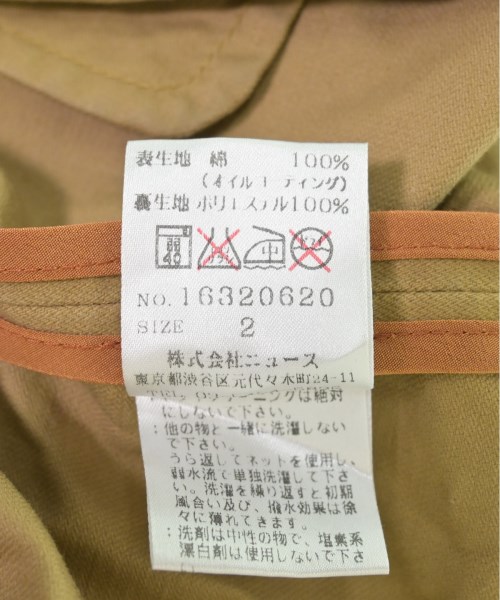 表生地 綿 100%
(オイルコーティング)
裏生地 ポリエステル100%
弱
40
中
NO. 16320620
SIZE 2
株式会社ニュース
東京都渋谷区元代々木町24-11
ーニングは絶対
にしないで下さい。
:他の物と一緒に洗濯しない
で下さい。
うら返してネットを使用し、
弱水流で単独洗濯して下さ
い。洗濯を繰り返すと初期
風合い及び、撥水効果は徐
々に薄れてきます。
:洗剤は中性の物で、塩素系
漂白剤は使用しないで下さ